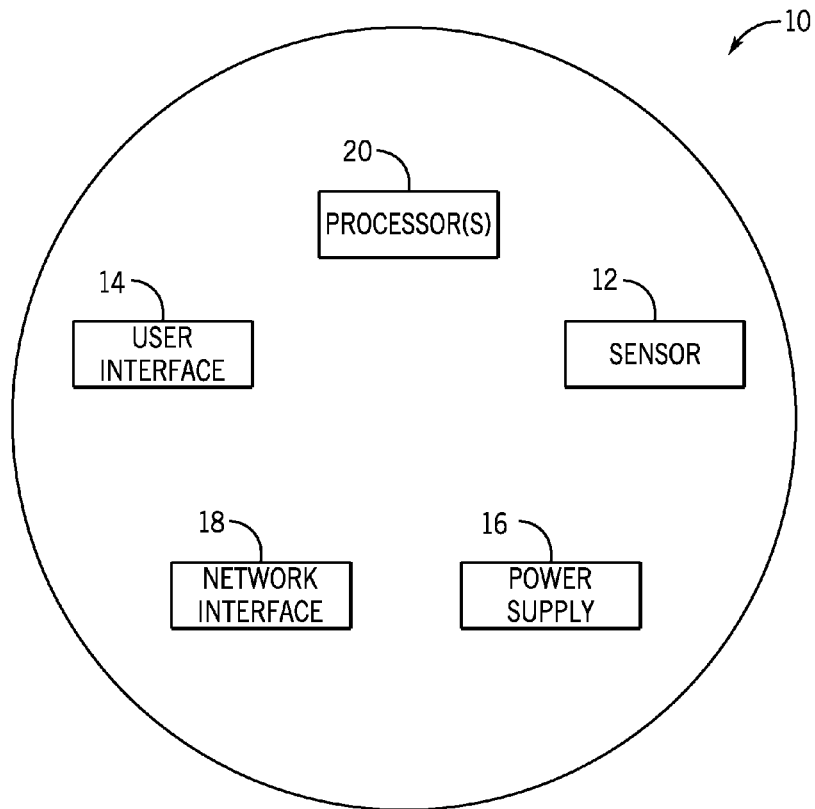 10
20
PROCESSOR(S)
14
USER
INTERFACE
12
SENSOR
18
NETWORK
INTERFACE
16
POWER
SUPPLY